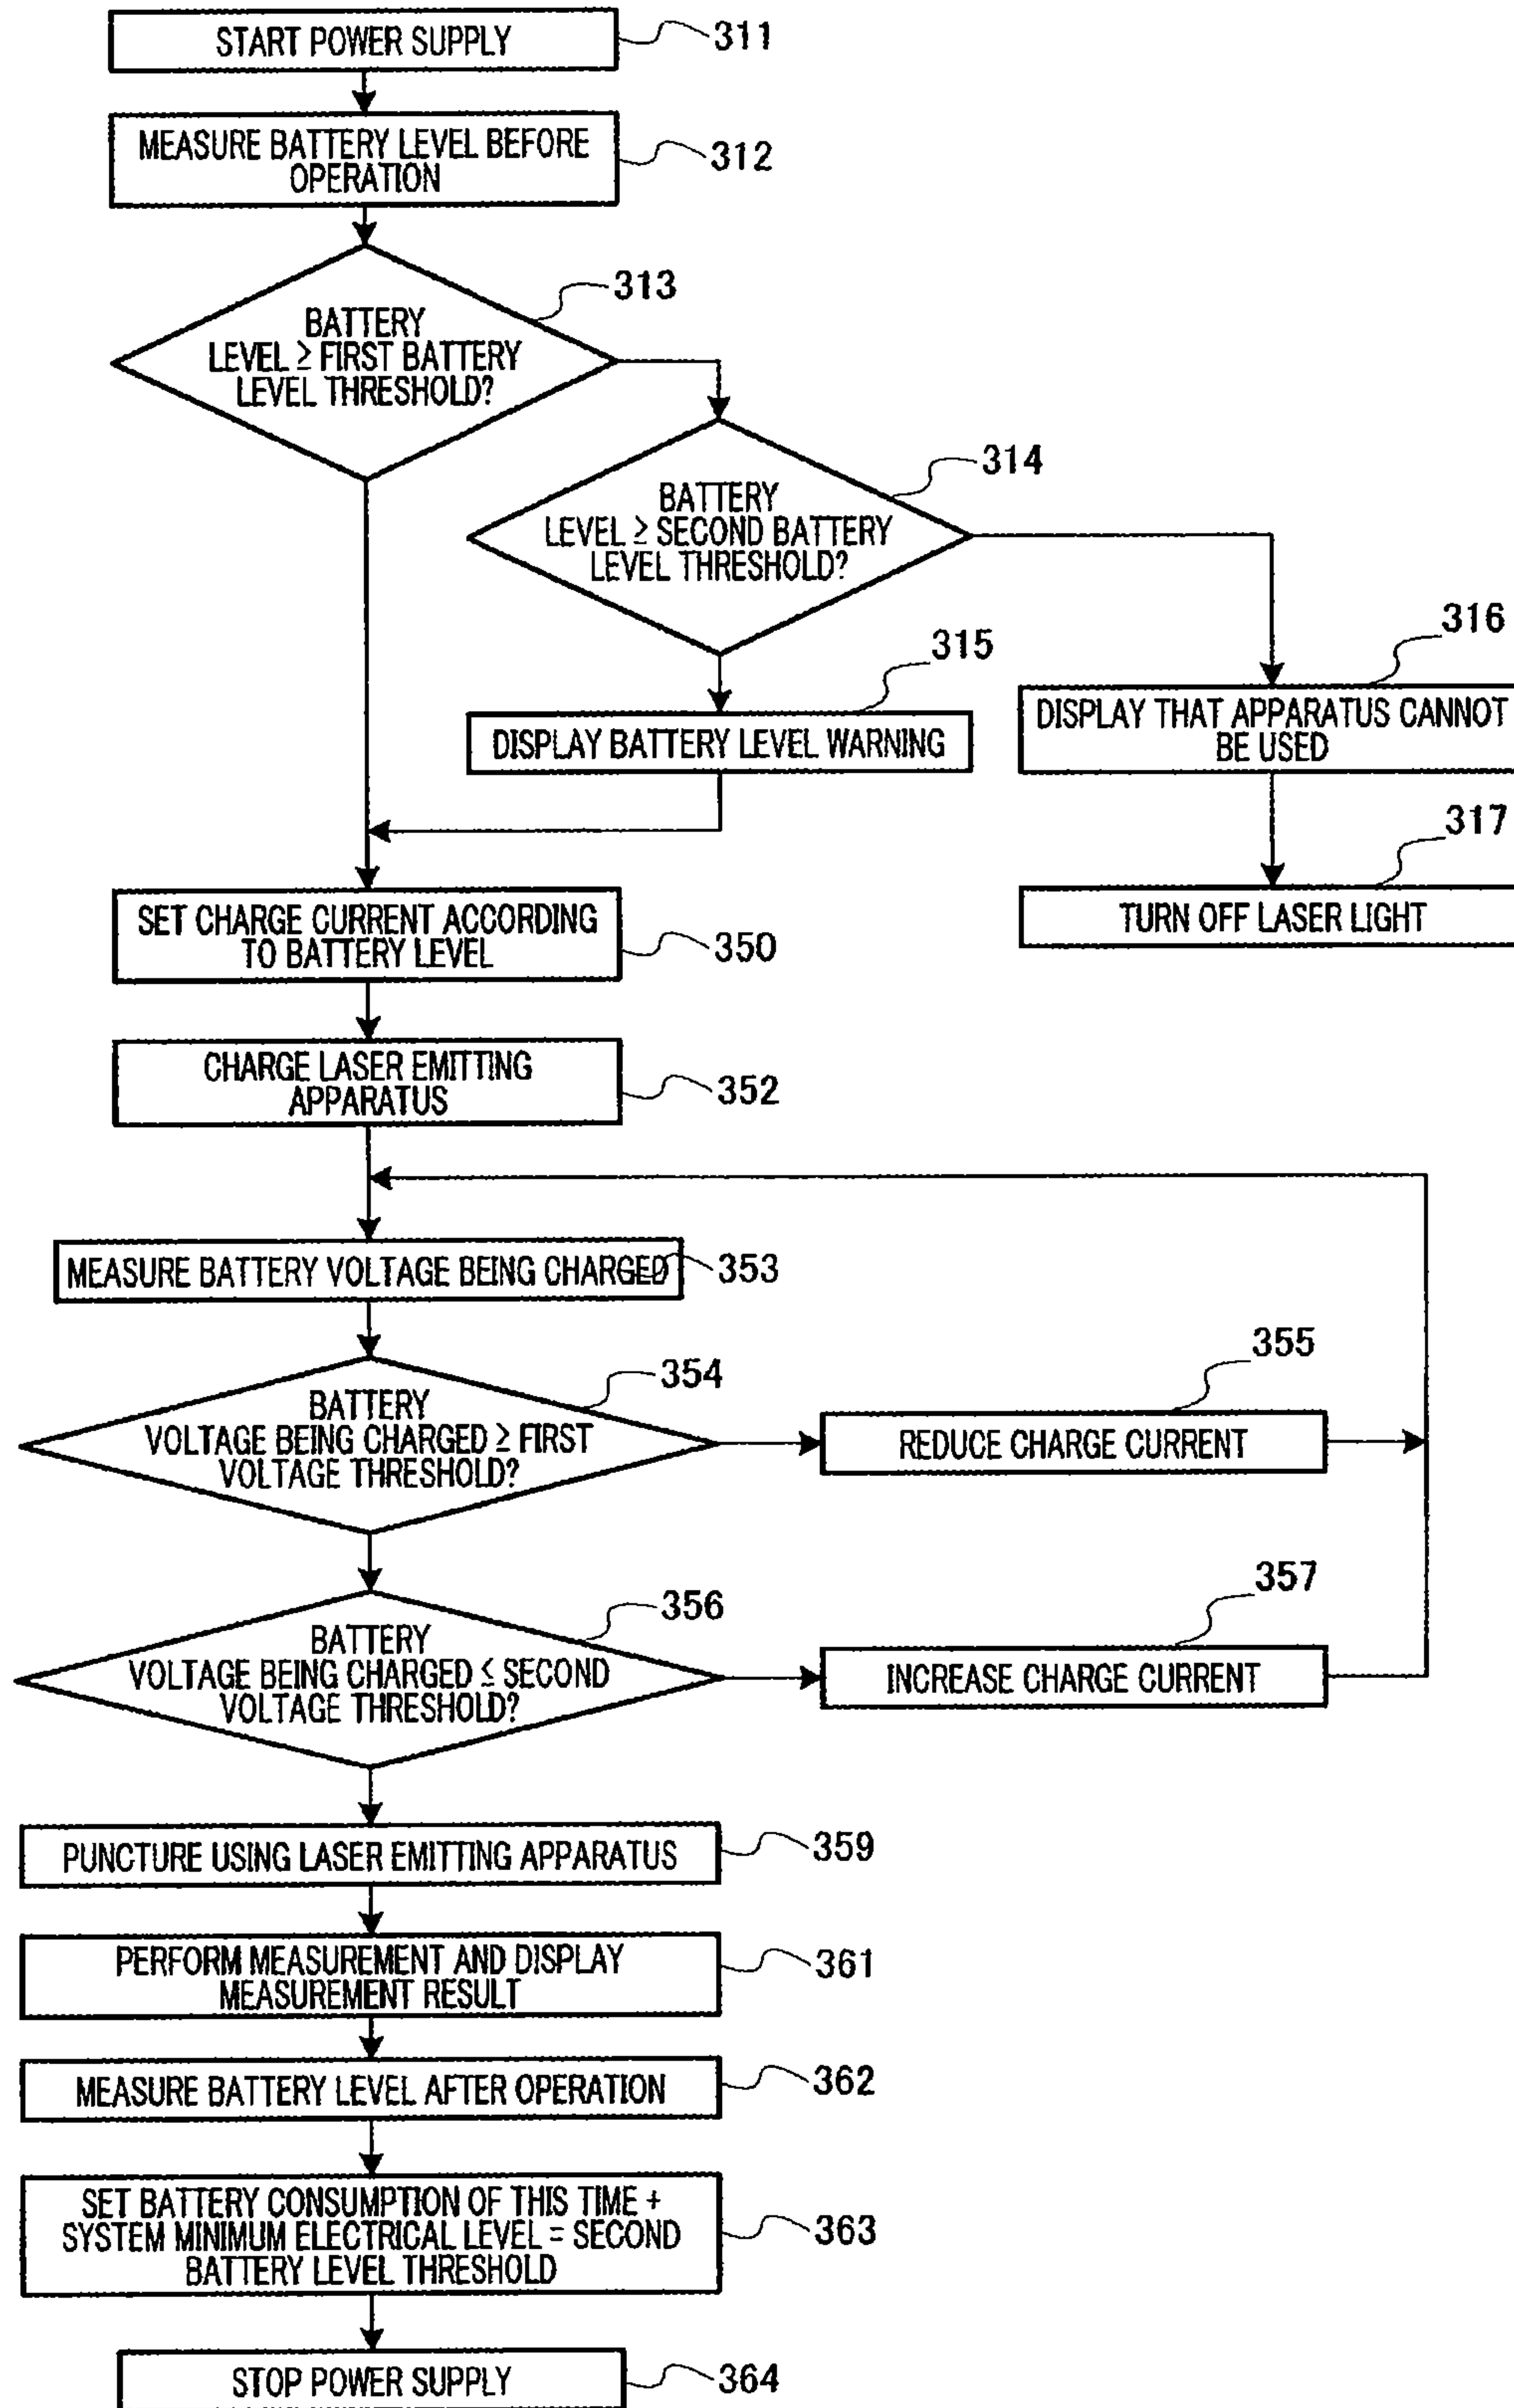 START POWER SUPPLY
311
MEASURE BATTERY LEVEL BEFORE
OPERATION
312
313
BATTERY
LEVEL ≥ FIRST BATTERY
LEVEL THRESHOLD?
314
BATTERY
LEVEL ≥ SECOND BATTERY
LEVEL THRESHOLD?
315
DISPLAY BATTERY LEVEL WARNING
316
DISPLAY THAT APPARATUS CANNOT
BE USED
317
TURN OFF LASER LIGHT
SET CHARGE CURRENT ACCORDING
TO BATTERY LEVEL
350
CHARGE LASER EMITTING
APPARATUS
352
MEASURE BATTERY VOLTAGE BEING CHARGED
353
354
BATTERY
VOLTAGE BEING CHARGED ≥ FIRST
VOLTAGE THRESHOLD?
355
REDUCE CHARGE CURRENT
356
BATTERY
VOLTAGE BEING CHARGED ≤ SECOND
VOLTAGE THRESHOLD?
357
INCREASE CHARGE CURRENT
PUNCTURE USING LASER EMITTING APPARATUS
359
PERFORM MEASUREMENT AND DISPLAY
MEASUREMENT RESULT
361
MEASURE BATTERY LEVEL AFTER OPERATION
362
SET BATTERY CONSUMPTION OF THIS TIME +
SYSTEM MINIMUM ELECTRICAL LEVEL = SECOND
BATTERY LEVEL THRESHOLD
363
STOP POWER SUPPLY
364